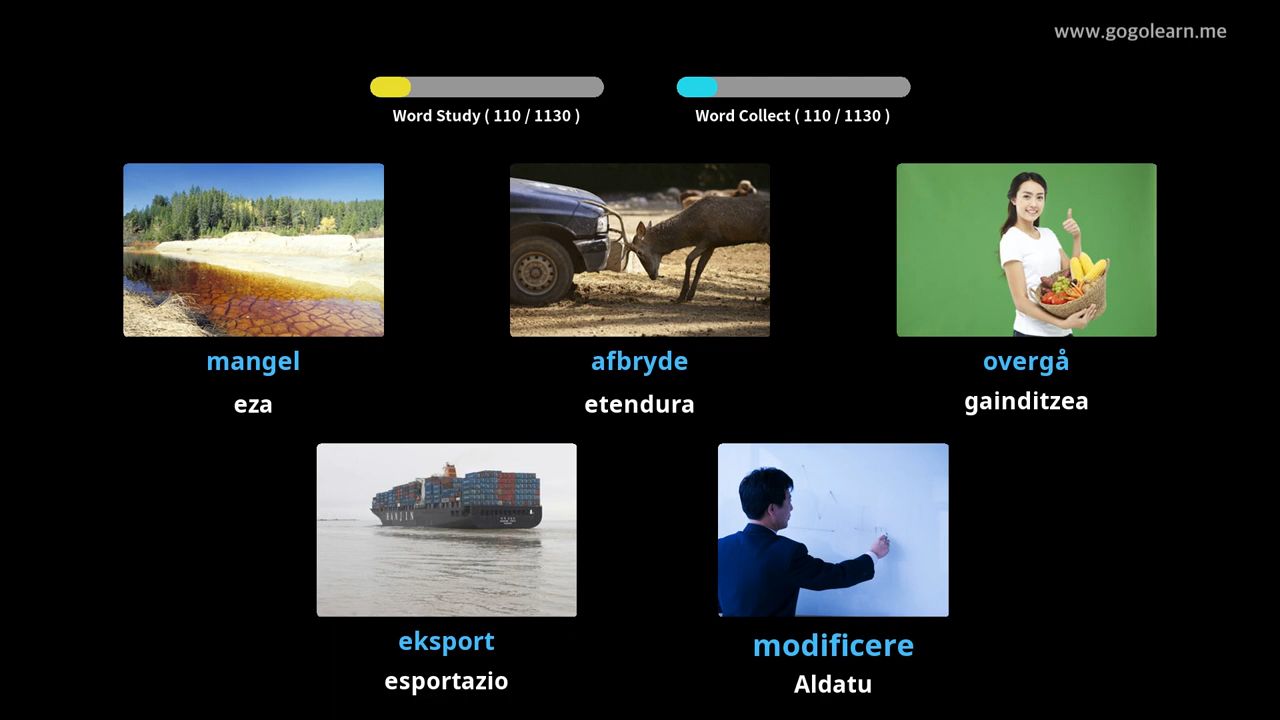 www.gogolearn.me
Word Study ( 110 / 1130 )
Word Collect ( 110 / 1130 )
mangel
eza
afbryde
etendura
overgå
gainditzea
HANJIN
eksport
esportazio
modificere
Aldatu